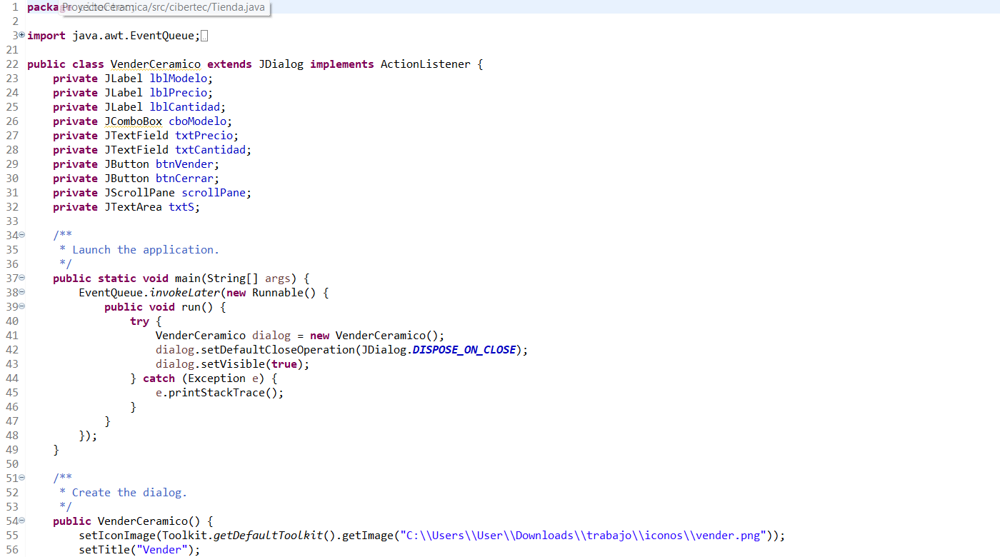 1 packa ProyectoCeramica/src/cibertec/Tienda.java
2
3 import java.awt.EventQueue;
21
22 public class VenderCeramico extends JDialog implements ActionListener {
23     private JLabel lblModelo;
24     private JLabel lblPrecio;
25     private JLabel lblCantidad;
26     private JComboBox cboModelo;
27     private JTextField txtPrecio;
28     private JTextField txtCantidad;
29     private JButton btnVender;
30     private JButton btnCerrar;
31     private JScrollPane scrollPane;
32     private JTextArea txtS;
33
34     /**
35      * Launch the application.
36      */
37     public static void main(String[] args) {
38         EventQueue.invokeLater(new Runnable() {
39             public void run() {
40                 try {
41                     VenderCeramico dialog = new VenderCeramico();
42                     dialog.setDefaultCloseOperation(JDialog.DISPOSE_ON_CLOSE);
43                     dialog.setVisible(true);
44                 } catch (Exception e) {
45                     e.printStackTrace();
46                 }
47             }
48         });
49     }
50
51     /**
52      * Create the dialog.
53      */
54     public VenderCeramico() {
55         setIconImage(Toolkit.getDefaultToolkit().getImage("C:\\Users\\User\\Downloads\\trabajo\\iconos\\vender.png"));
56         setTitle("Vender");